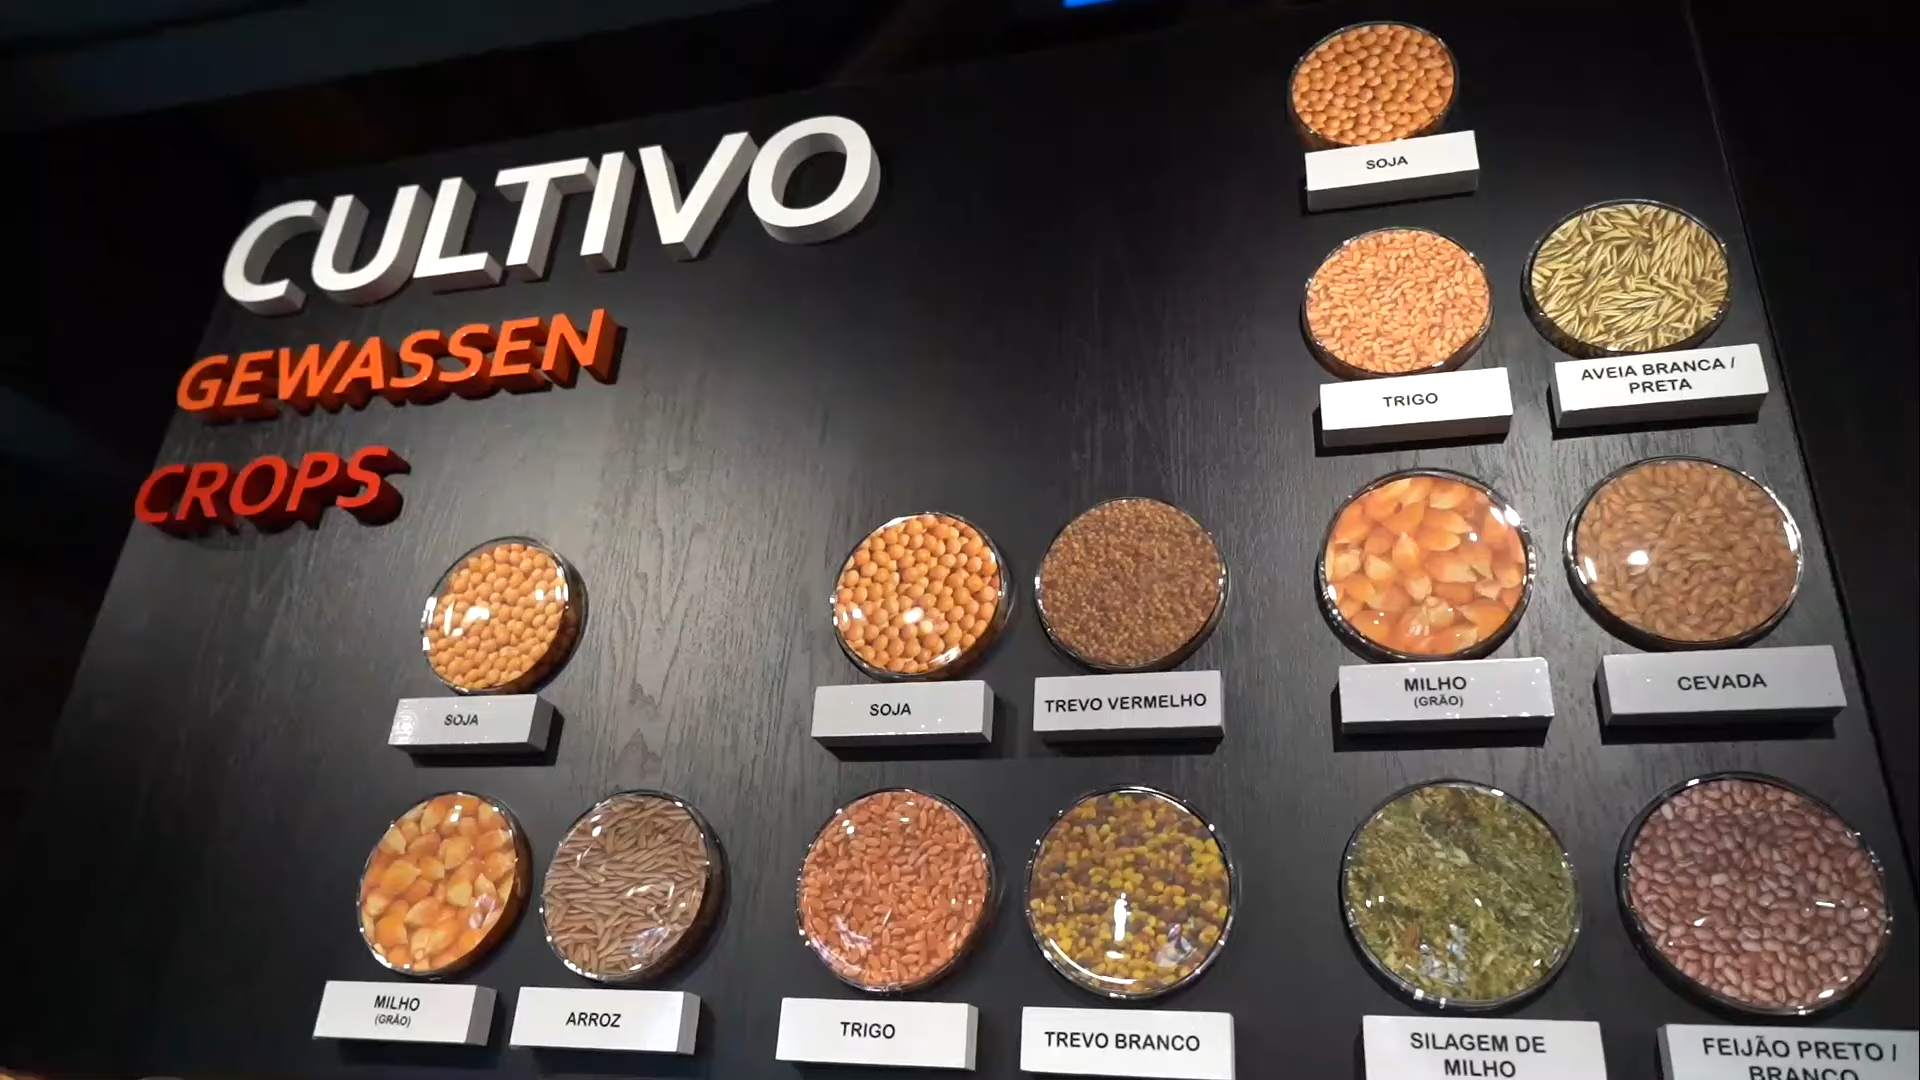 CULTIVO
GEWASSEN
CROPS
SOJA
TRIGO
AVEIA BRANCA /
PRETA
SOJA
SOJA
TREVO VERMELHO
MILHO
(GRÃO)
CEVADA
MILHO
(GRÃO)
ARROZ
TRIGO
TREVO BRANCO
SILAGEM DE
MILHO
FEIJÃO PRETO /
BRANCO